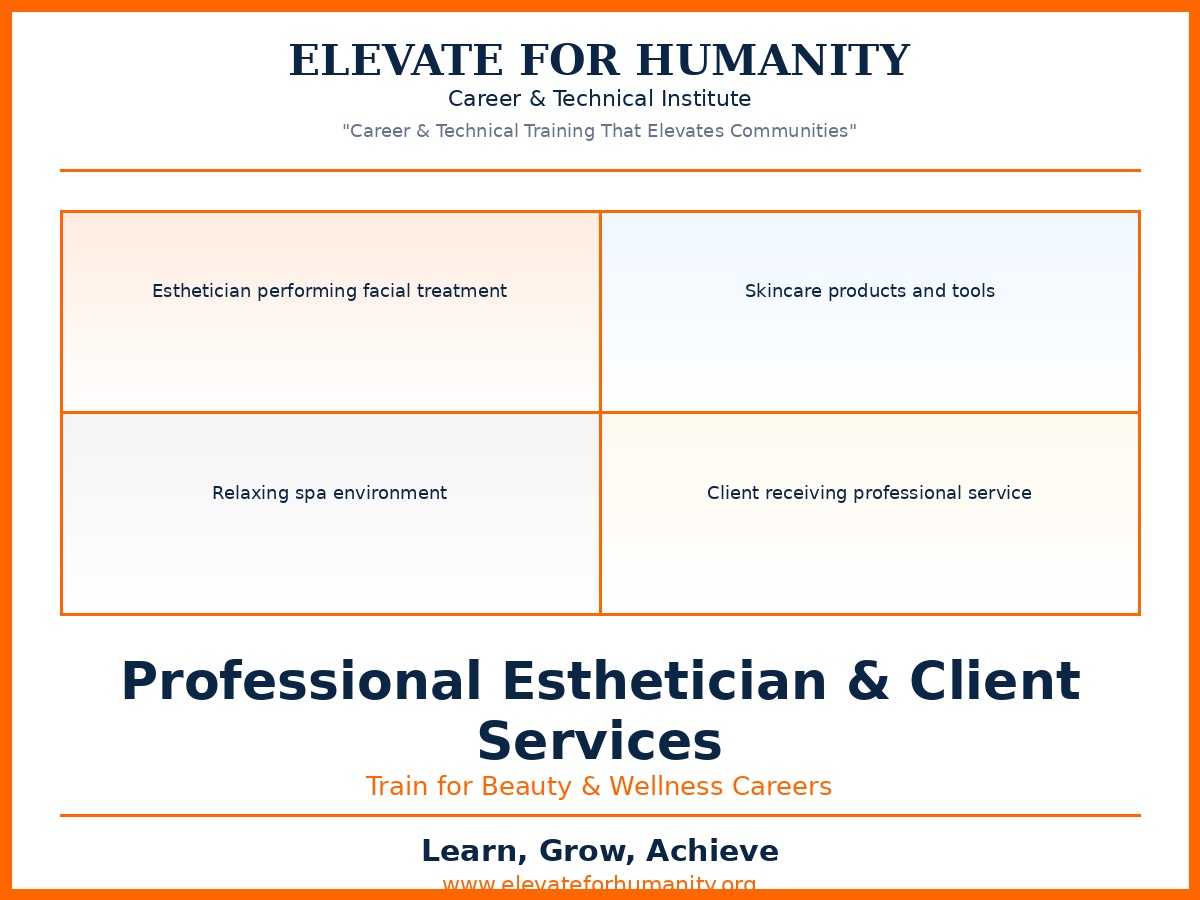 ELEVATE FOR HUMANITY
Career & Technical Institute
"Career & Technical Training That Elevates Communities"
Esthetician performing facial treatment
Skincare products and tools
Relaxing spa environment
Client receiving professional service
Professional Esthetician & Client
Services
Train for Beauty & Wellness Careers
Learn, Grow, Achieve
www.elevateforhumanity.org